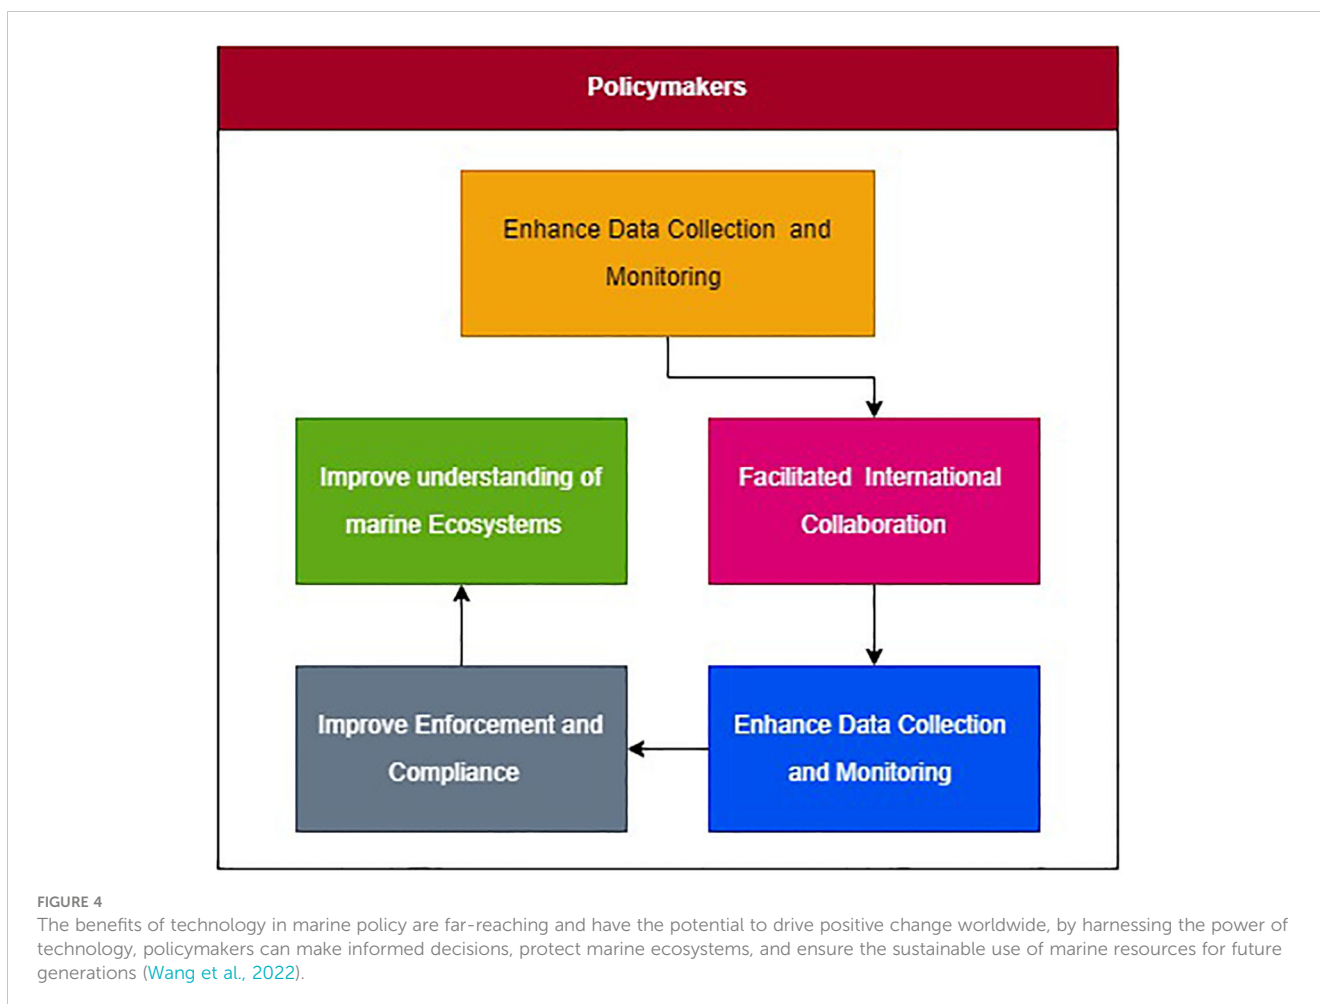 Policymakers
Enhance Data Collection and
Monitoring
Improve understanding of
marine Ecosystems
Facilitated International
Collaboration
Improve Enforcement and
Compliance
Enhance Data Collection
and Monitoring
FIGURE 4
The benefits of technology in marine policy are far-reaching and have the potential to drive positive change worldwide, by harnessing the power of
technology, policymakers can make informed decisions, protect marine ecosystems, and ensure the sustainable use of marine resources for future
generations (Wang et al., 2022).